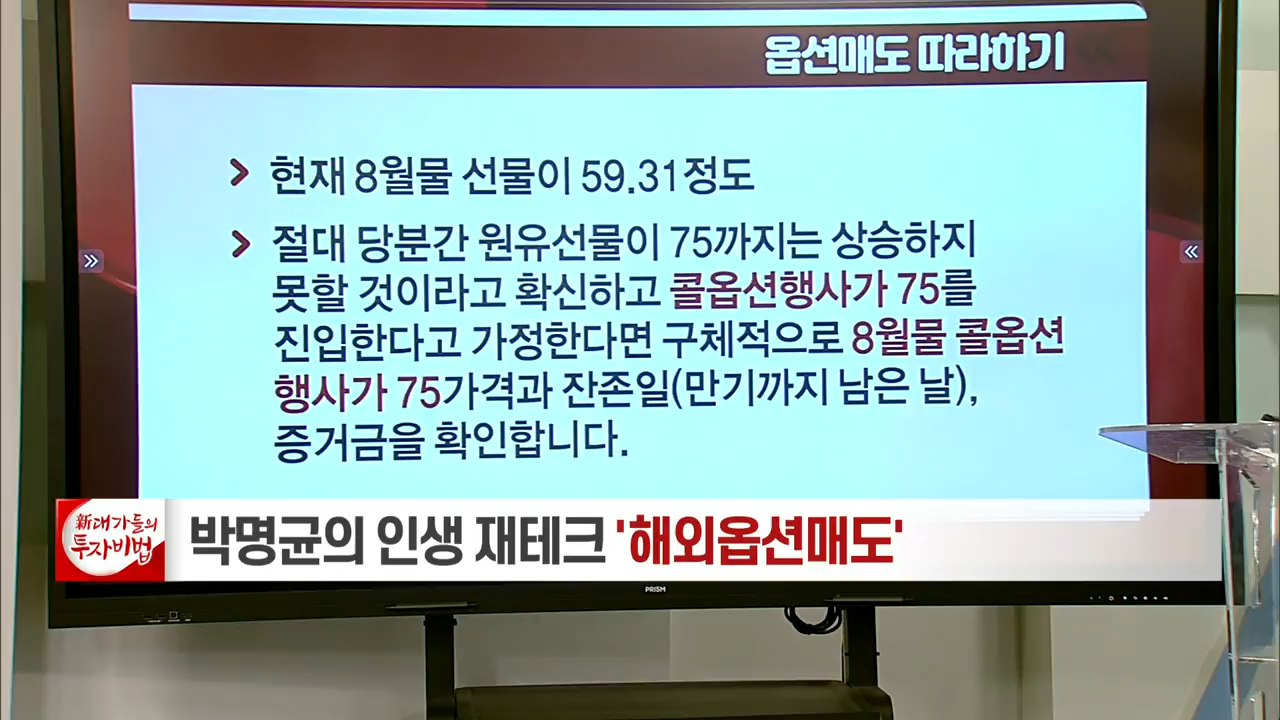 옵션매도 따라하기
현재 8월물 선물이 59.31정도
절대 당분간 원유선물이 75까지는 상승하지
못할 것이라고 확신하고 콜옵션행사가 75를
진입한다고 가정한다면 구체적으로 8월물 콜옵션
행사가 75가격과 잔존일(만기까지 남은 날),
증거금을 확인합니다.
新대가들의
투자비법
박명균의 인생 재테크 '해외옵션매도'
PRISM